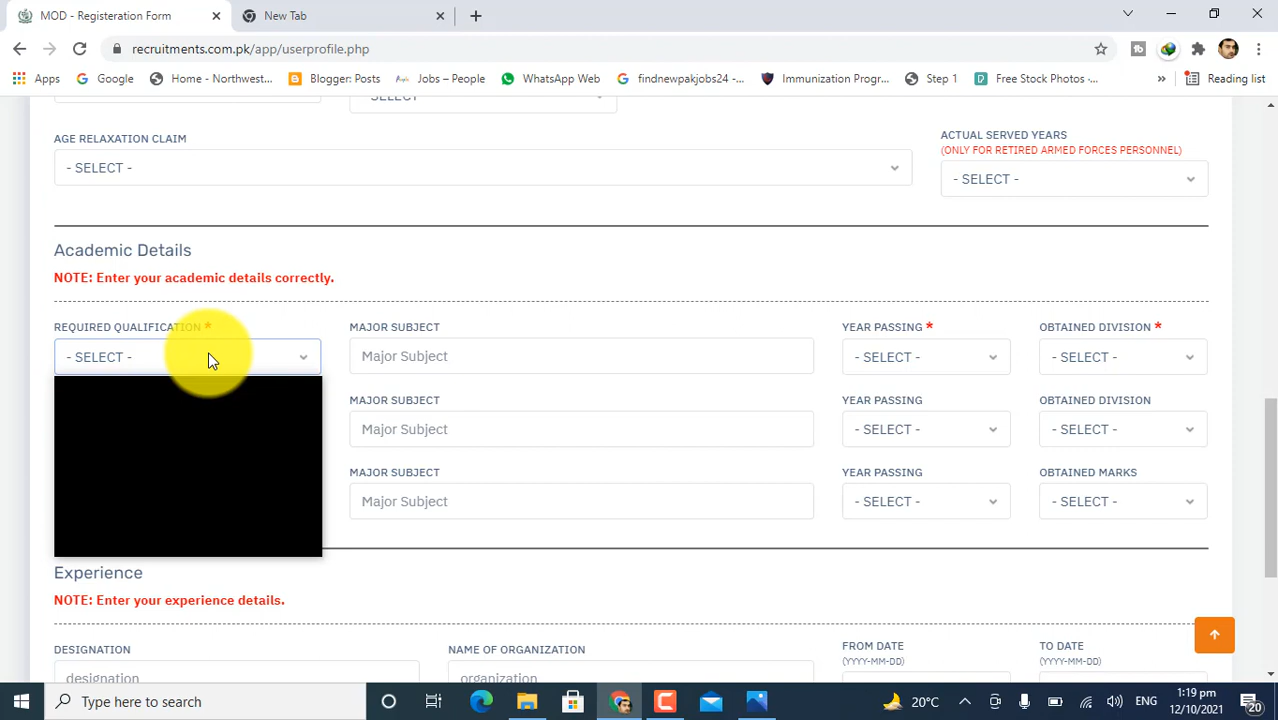 MOD - Registeration Form
New Tab
recruitments.com.pk/app/userprofile.php
Apps
Google
Home - Northwest...
Blogger: Posts
Jobs – People
WhatsApp Web
findnewpakjobs24 -...
Immunization Progr...
Step 1
Free Stock Photos -...
»
Reading list
- SELECT -
AGE RELAXATION CLAIM
ACTUAL SERVED YEARS
(ONLY FOR RETIRED ARMED FORCES PERSONNEL)
- SELECT -
- SELECT -
Academic Details
NOTE: Enter your academic details correctly.
REQUIRED QUALIFICATION *
MAJOR SUBJECT
YEAR PASSING *
OBTAINED DIVISION *
- SELECT -
Major Subject
- SELECT -
- SELECT -
MAJOR SUBJECT
YEAR PASSING
OBTAINED DIVISION
Major Subject
- SELECT -
- SELECT -
MAJOR SUBJECT
YEAR PASSING
OBTAINED MARKS
Major Subject
- SELECT -
- SELECT -
Experience
NOTE: Enter your experience details.
DESIGNATION
NAME OF ORGANIZATION
FROM DATE
(YYYY-MM-DD)
TO DATE
(YYYY-MM-DD)
designation
organization
Type here to search
20°C
ENG
1:19 pm
12/10/2021
20